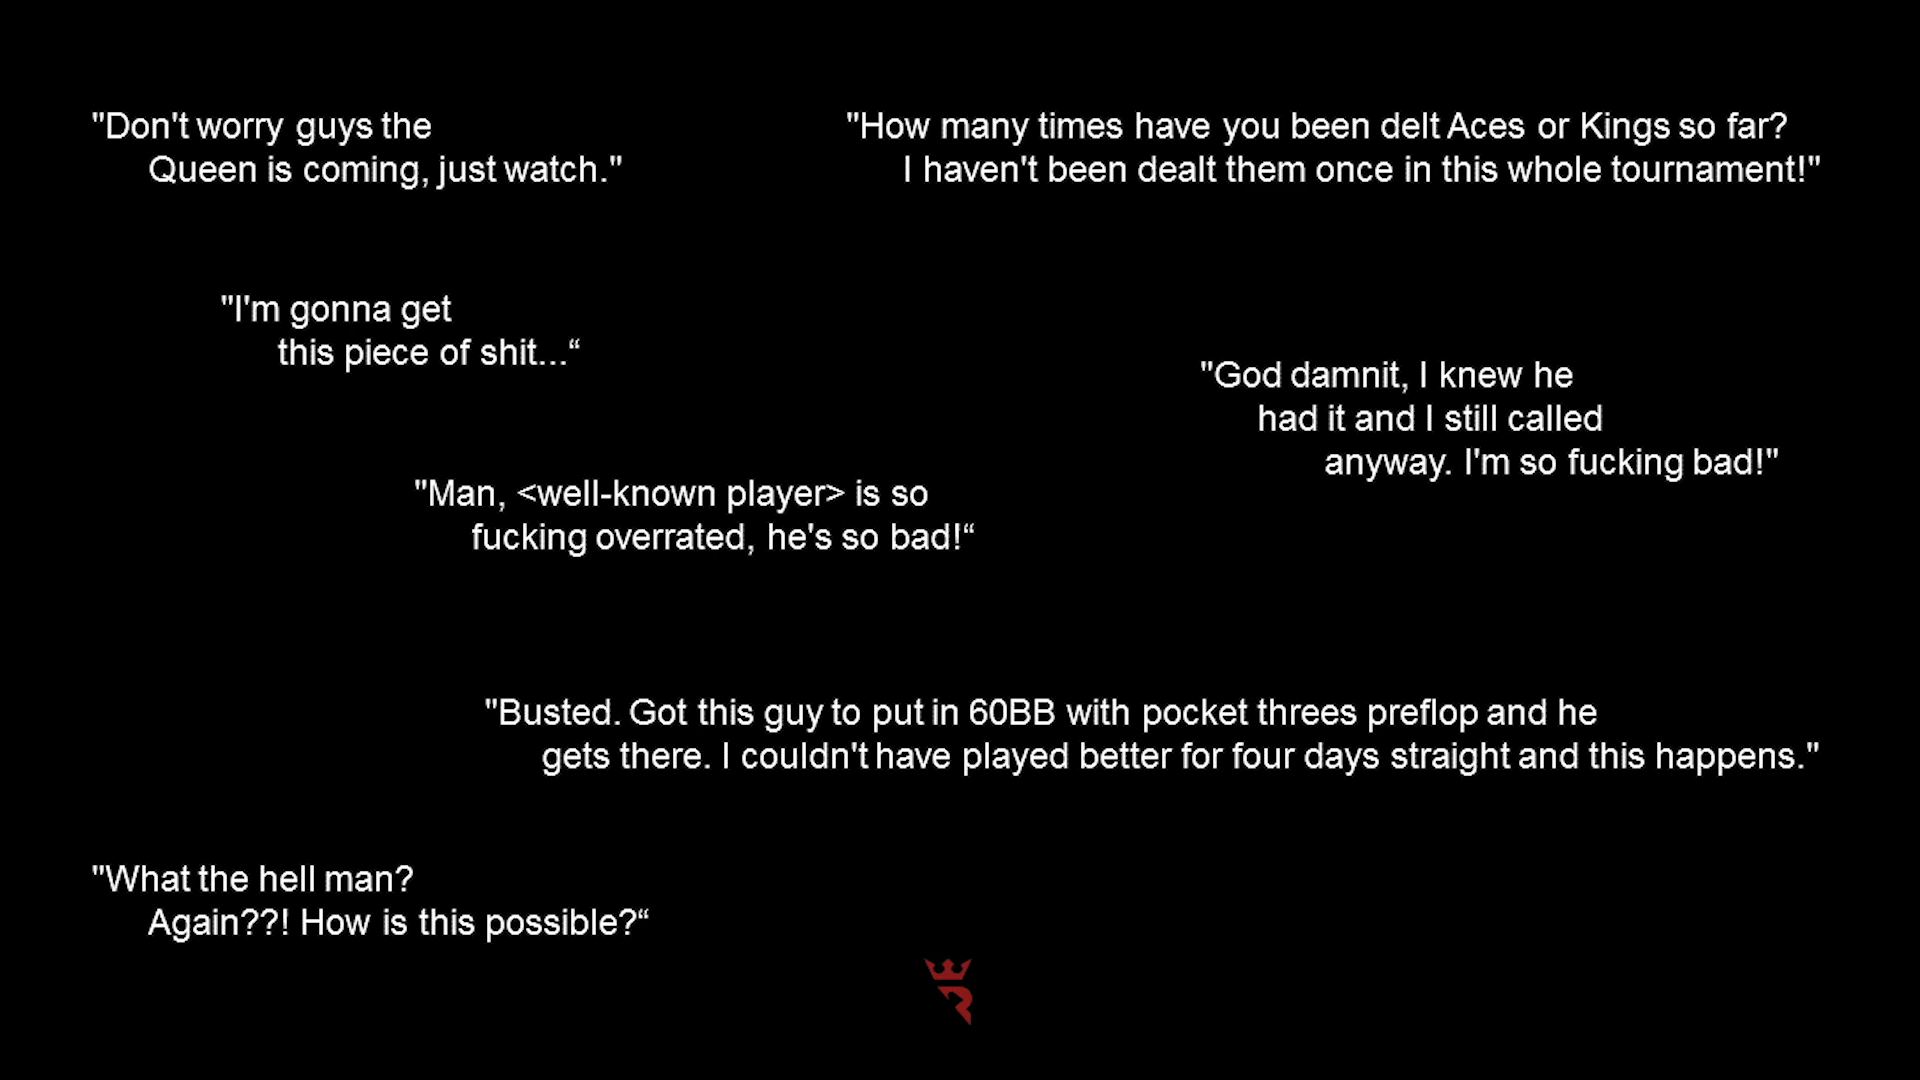 "Don't worry guys the
Queen is coming, just watch."
"How many times have you been delt Aces or Kings so far?
I haven't been dealt them once in this whole tournament!"
"I'm gonna get
this piece of shit...“
"God damnit, I knew he
had it and I still called
anyway. I'm so fucking bad!"
"Man, <well-known player> is so
fucking overrated, he's so bad!“
"Busted. Got this guy to put in 60BB with pocket threes preflop and he
gets there. I couldn't have played better for four days straight and this happens."
"What the hell man?
Again??! How is this possible?“